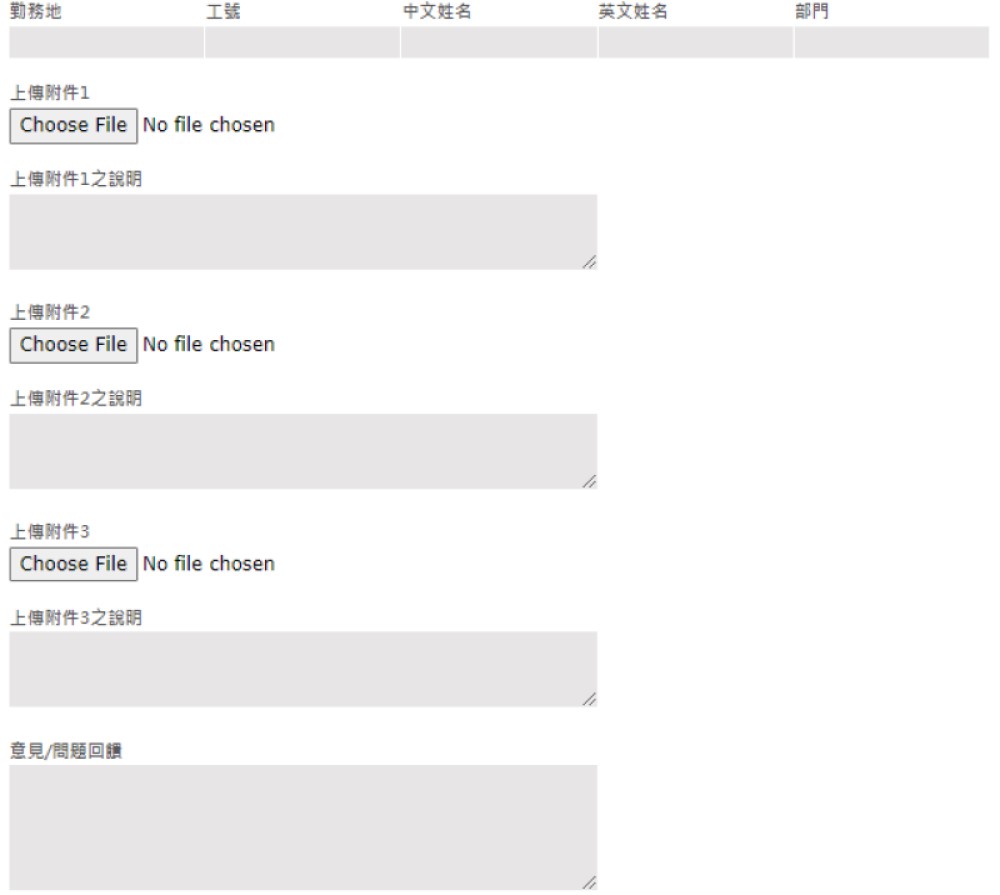 勤務地 工號 中文姓名 英文姓名 部門
上傳附件1
Choose File No file chosen
上傳附件1之說明
上傳附件2
Choose File No file chosen
上傳附件2之說明
上傳附件3
Choose File No file chosen
上傳附件3之說明
意見/問題回饋